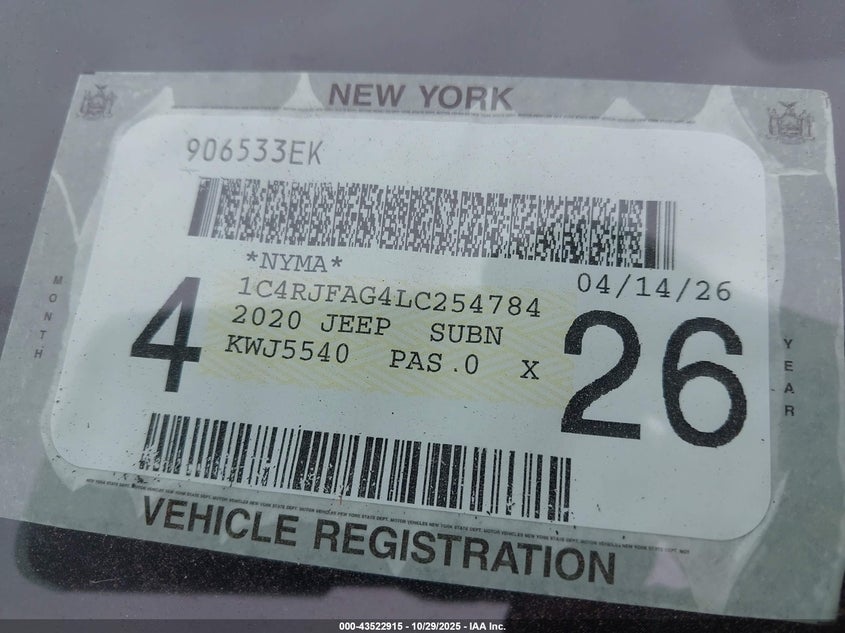 NEW YORK
906533EK
*NYMA*
1C4RJFAG4LC254784
04/14/26
2020 JEEP SUBN
KWJ5540 PAS.0 X
MONTH
4
26
YEAR
VEHICLE REGISTRATION
000-43522915 - 10/29/2025 - IAA Inc.